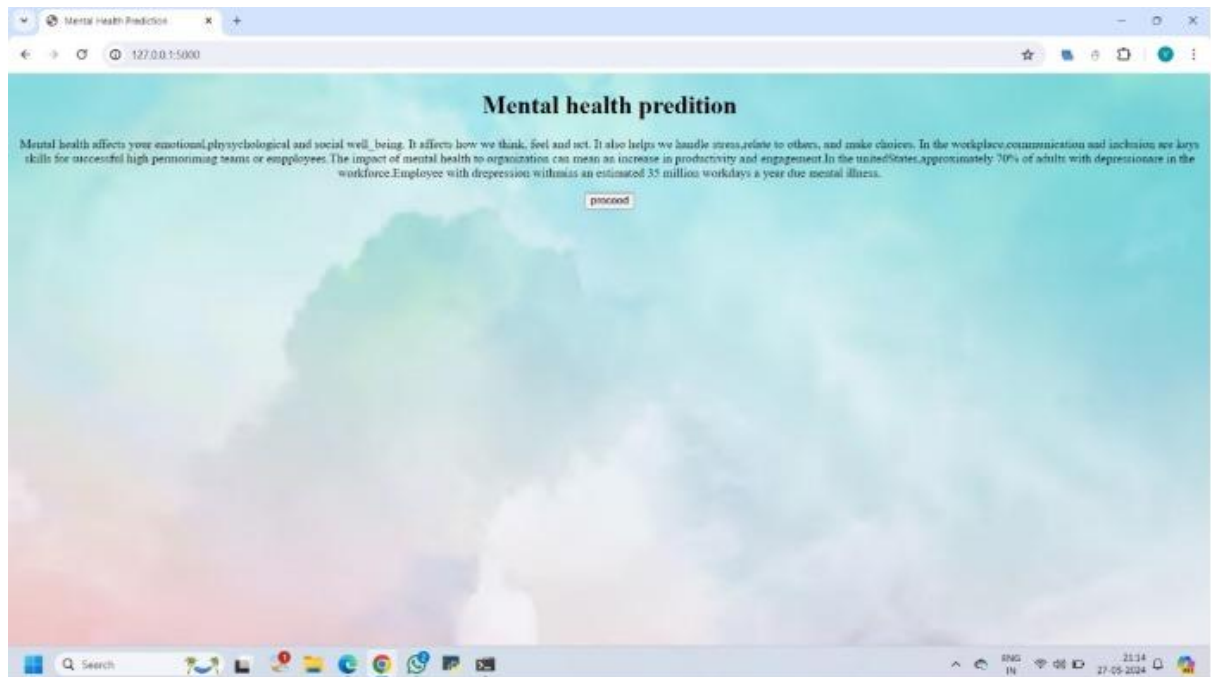 Mental Health Prediction
127.0.0.1:5000
Mental health predition
Mental health affects your emotional,physychological and social well_being. It affects how we think, feel and act. It also helps we handle stress,relate to others, and make choices. In the workplace,communication and inclusion are keys
skills for successful high pennonming teams or empployees.The impact of mental health to organization can mean an increase in productivity and engagement.In the unitedStates,approximately 70% of adults with depressionare in the
workforce.Employee with drepression withmiss an estimated 35 million workdays a year due mental illness.
proceed
Search
ENG
IN
21:14
27-05-2024